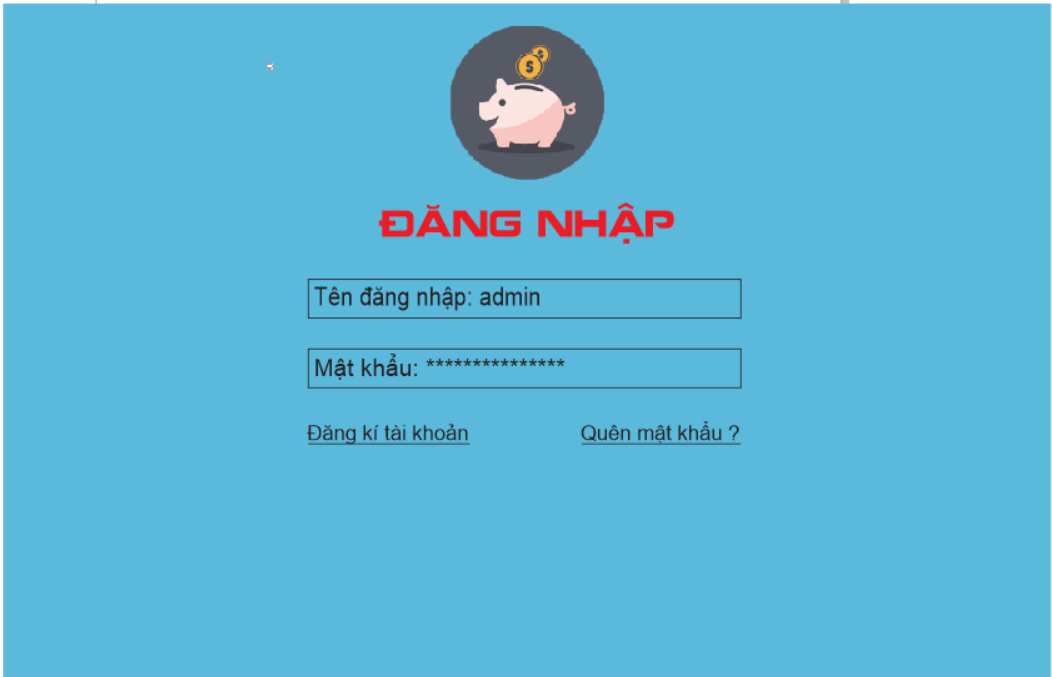 ĐĂNG NHẬP
Tên đăng nhập: admin
Mật khẩu: ***************
Đăng kí tài khoản
Quên mật khẩu ?